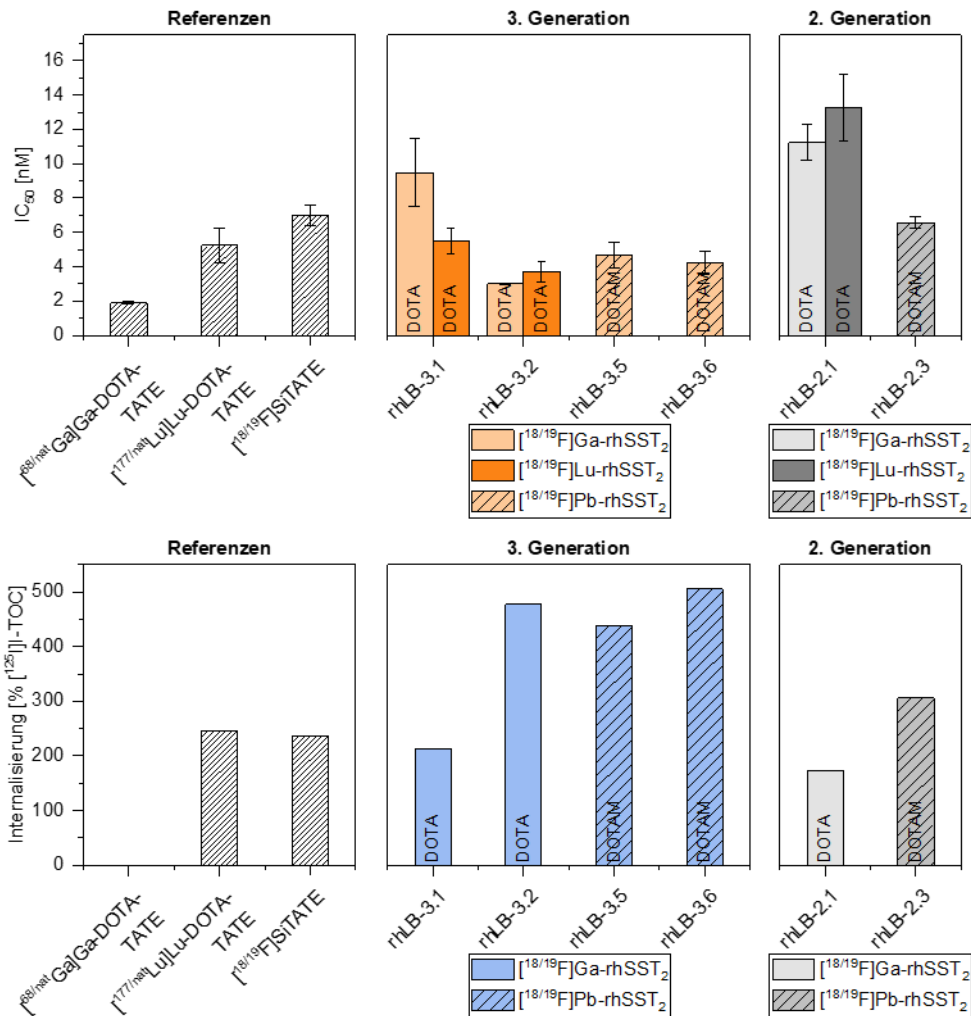 Referenzen
3. Generation
2. Generation
IC₅₀ [nM]
16
14
12
10
8
6
4
2
0
DOTA
DOTA
DOTA
DOTA
DOTAM
DOTAM
DOTA
DOTA
DOTAM
[⁶⁸/ⁿᵃᵗGa]Ga-DOTA-
TATE
[¹⁷⁷/ⁿᵃᵗLu]Lu-DOTA-
TATE
[¹⁸/¹⁹F]SiTATE
rhLB-3.1
rhLB-3.2
rhLB-3.5
rhLB-3.6
rhLB-2.1
rhLB-2.3
[¹⁸/¹⁹F]Ga-rhSST₂
[¹⁸/¹⁹F]Lu-rhSST₂
[¹⁸/¹⁹F]Pb-rhSST₂
[¹⁸/¹⁹F]Ga-rhSST₂
[¹⁸/¹⁹F]Lu-rhSST₂
[¹⁸/¹⁹F]Pb-rhSST₂
Referenzen
3. Generation
2. Generation
Internalisierung [% [¹²⁵I]I-TOC]
500
400
300
200
100
0
DOTA
DOTA
DOTAM
DOTAM
DOTA
DOTAM
[⁶⁸/ⁿᵃᵗGa]Ga-DOTA-
TATE
[¹⁷⁷/ⁿᵃᵗLu]Lu-DOTA-
TATE
[¹⁸/¹⁹F]SiTATE
rhLB-3.1
rhLB-3.2
rhLB-3.5
rhLB-3.6
rhLB-2.1
rhLB-2.3
[¹⁸/¹⁹F]Ga-rhSST₂
[¹⁸/¹⁹F]Pb-rhSST₂
[¹⁸/¹⁹F]Ga-rhSST₂
[¹⁸/¹⁹F]Pb-rhSST₂